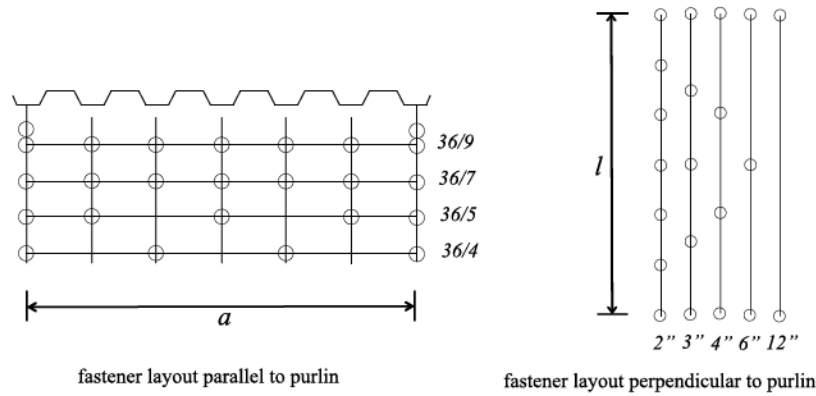 36/9
36/7
36/5
36/4
a
fastener layout parallel to purlin
l
2” 3” 4” 6” 12”
fastener layout perpendicular to purlin